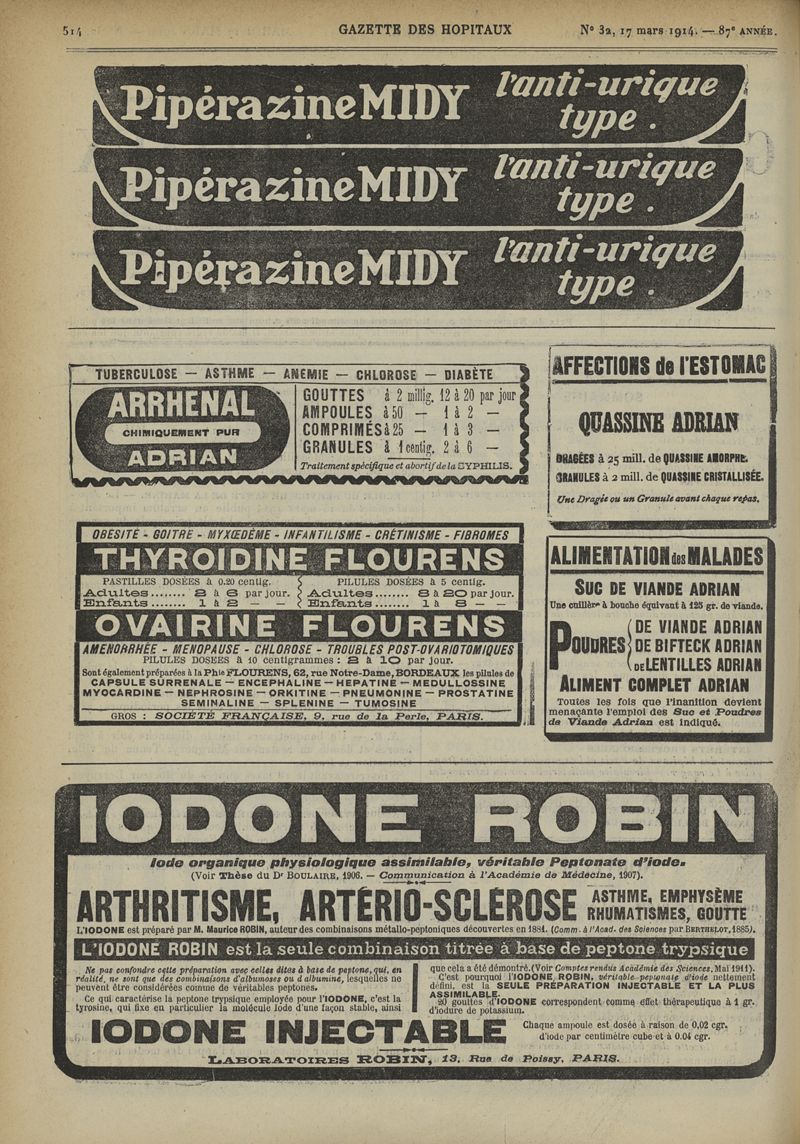 514
GAZETTE DES HOPITAUX
N° 32, 17 mars 1914. — 87e ANNÉE.
Pipérazine MIDY l'anti-urique
type.
Pipérazine MIDY l'anti-urique
type.
Pipérazine MIDY l'anti-urique
type.
TUBERCULOSE — ASTHME — ANEMIE — CHLOROSE — DIABÈTE
ARRHENAL
CHIMIQUEMENT PUR
ADRIAN
GOUTTES à 2 millig. 12 à 20 par jour
AMPOULES à 50 — 1 à 2 —
COMPRIMÉS à 25 — 1 à 3 —
GRANULES à 1 centig. 2 à 6 —
Traitement spécifique et abortif de la SYPHILIS.
AFFECTIONS de l'ESTOMAC
QUASSINE ADRIAN
DRAGÉES à 25 mill. de QUASSINE AMORPHE.
GRANULES à 2 mill. de QUASSINE CRISTALLISÉE.
Une Dragée ou un Granule avant chaque repas.
OBESITÉ - GOITRE - MYXŒDÈME - INFANTILISME - CRÉTINISME - FIBROMES
THYROIDINE FLOURENS
PASTILLES DOSÉES à 0.20 centig.
Adultes........ 2 à 6 par jour.
Enfants........ 1 à 2 — —
PILULES DOSÉES à 5 centig.
Adultes........ 8 à 20 par jour.
Enfants........ 1 à 8 — —
OVAIRINE FLOURENS
AMENORRHÉE - MENOPAUSE - CHLOROSE - TROUBLES POST-OVARIOTOMIQUES
PILULES DOSÉES à 10 centigrammes : 2 à 10 par jour.
Sont également préparées à la Phie FLOURENS, 62, rue Notre-Dame, BORDEAUX les pilules de
CAPSULE SURRENALE — ENCEPHALINE — HEPATINE — MEDULLOSSINE
MYOCARDINE — NEPHROSINE — ORKITINE — PNEUMONINE — PROSTATINE
SEMINALINE — SPLENINE — TUMOSINE
GROS : SOCIÉTÉ FRANÇAISE, 9, rue de la Perle, PARIS.
ALIMENTATION des MALADES
SUC DE VIANDE ADRIAN
Une cuillère à bouche équivaut à 125 gr. de viande.
POUDRES
DE VIANDE ADRIAN
DE BIFTECK ADRIAN
DE LENTILLES ADRIAN
ALIMENT COMPLET ADRIAN
Toutes les fois que l'inanition devient
menaçante l'emploi des Suc et Poudres
de Viande Adrian est indiqué.
IODONE ROBIN
Iode organique physiologique assimilable, véritable Peptonate d'iode.
(Voir Thèse du Dr BOULAIRE, 1906. — Communication à l'Académie de Médecine, 1907).
ARTHRITISME, ARTÉRIO-SCLÉROSE
ASTHME, EMPHYSÈME
RHUMATISMES, GOUTTE
L'IODONE est préparé par M. Maurice ROBIN, auteur des combinaisons métallo-peptoniques découvertes en 1881. (Comm. à l'Acad. des Sciences par BERTHELOT, 1885).
L'IODONE ROBIN est la seule combinaison titrée à base de peptone trypsique
Ne pas confondre cette préparation avec celles dites à base de peptone, qui, en
réalité, ne sont que des combinaisons d'albumoses ou d'albumine, lesquelles ne
peuvent être considérées comme de véritables peptones.
Ce qui caractérise la peptone trypsique employée pour l'IODONE, c'est la
tyrosine, qui fixe en particulier la molécule Iode d'une façon stable, ainsi
que cela a été démontré. (Voir Comptes rendus Académie des Sciences, Mai 1911).
C'est pourquoi l'IODONE ROBIN, véritable peptonate d'iode nettement
défini, est la SEULE PRÉPARATION INJECTABLE ET LA PLUS
ASSIMILABLE.
20 gouttes d'IODONE correspondent comme effet thérapeutique à 1 gr.
d'iodure de potassium.
IODONE INJECTABLE
Chaque ampoule est dosée à raison de 0,02 cgr.
d'iode par centimètre cube et à 0.04 cgr.
LABORATOIRES ROBIN, 13, Rue de Poissy, PARIS.